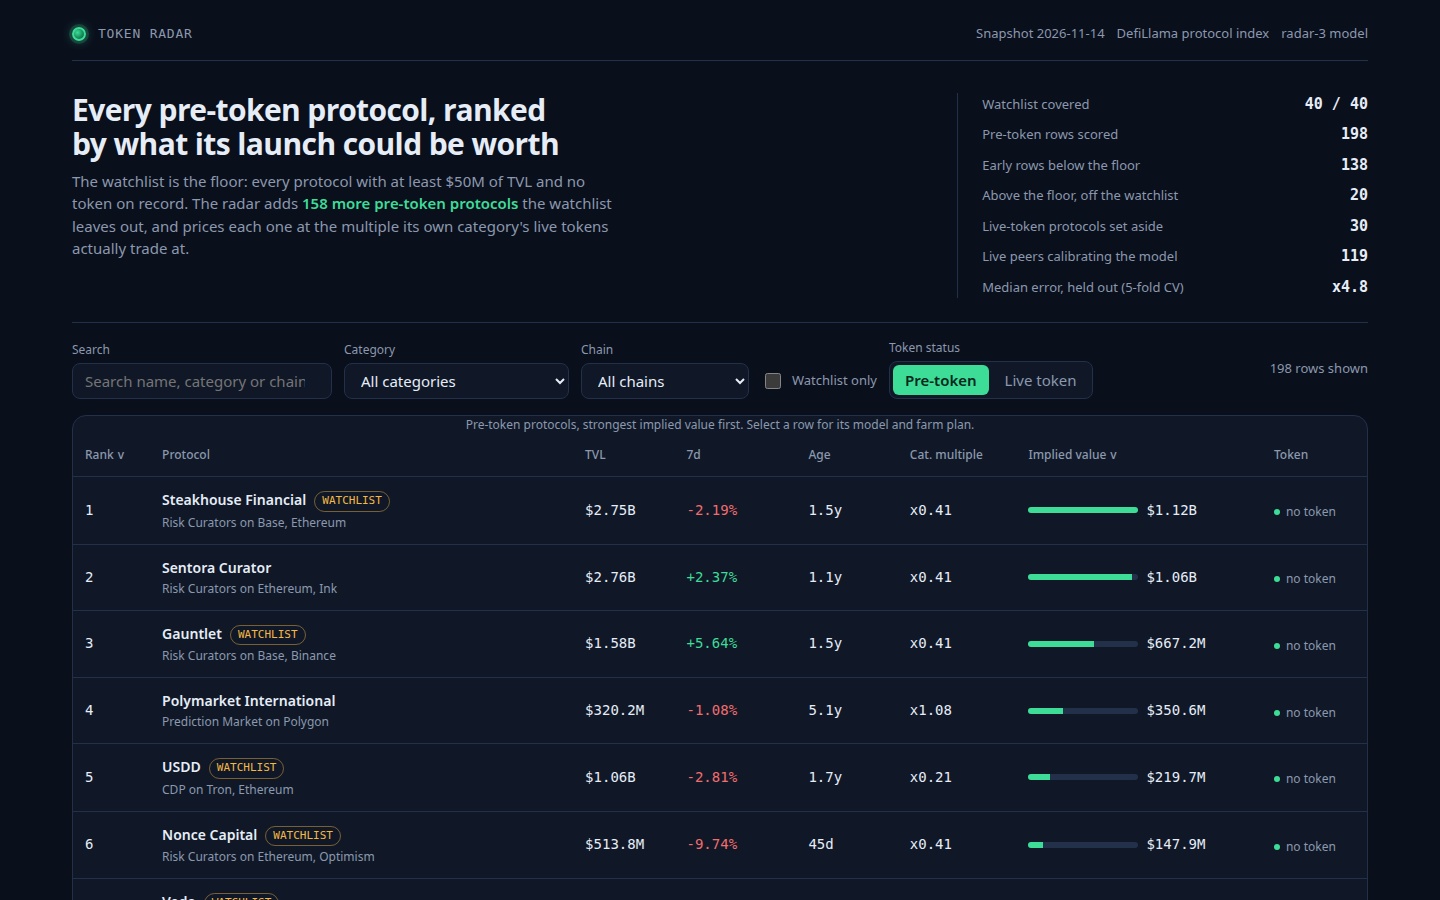 TOKEN RADAR
Snapshot 2026-11-14 DefiLlama protocol index radar-3 model
Every pre-token protocol, ranked
by what its launch could be worth
The watchlist is the floor: every protocol with at least $50M of TVL and no
token on record. The radar adds 158 more pre-token protocols the watchlist
leaves out, and prices each one at the multiple its own category's live tokens
actually trade at.
Watchlist covered 40 / 40
Pre-token rows scored 198
Early rows below the floor 138
Above the floor, off the watchlist 20
Live-token protocols set aside 30
Live peers calibrating the model 119
Median error, held out (5-fold CV) x4.8
Search Category Chain Token status
Search name, category or chain All categories All chains Watchlist only Pre-token Live token 198 rows shown
Pre-token protocols, strongest implied value first. Select a row for its model and farm plan.
Rank v Protocol TVL 7d Age Cat. multiple Implied value v Token
1 Steakhouse Financial WATCHLIST $2.75B -2.19% 1.5y x0.41 $1.12B no token
Risk Curators on Base, Ethereum
2 Sentora Curator $2.76B +2.37% 1.1y x0.41 $1.06B no token
Risk Curators on Ethereum, Ink
3 Gauntlet WATCHLIST $1.58B +5.64% 1.5y x0.41 $667.2M no token
Risk Curators on Base, Binance
4 Polymarket International $320.2M -1.08% 5.1y x1.08 $350.6M no token
Prediction Market on Polygon
5 USDD WATCHLIST $1.06B -2.81% 1.7y x0.21 $219.7M no token
CDP on Tron, Ethereum
6 Nonce Capital WATCHLIST $513.8M -9.74% 45d x0.41 $147.9M no token
Risk Curators on Ethereum, Optimism